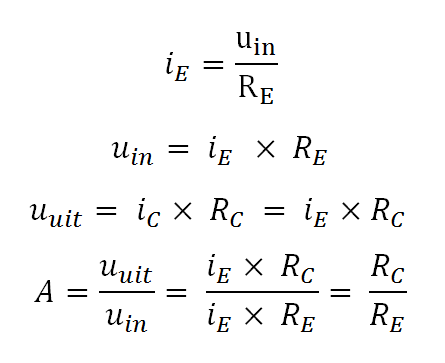 i_E = u_in / R_E
u_in = i_E × R_E
u_uit = i_C × R_C = i_E × R_C
A = u_uit / u_in = (i_E × R_C) / (i_E × R_E) = R_C / R_E